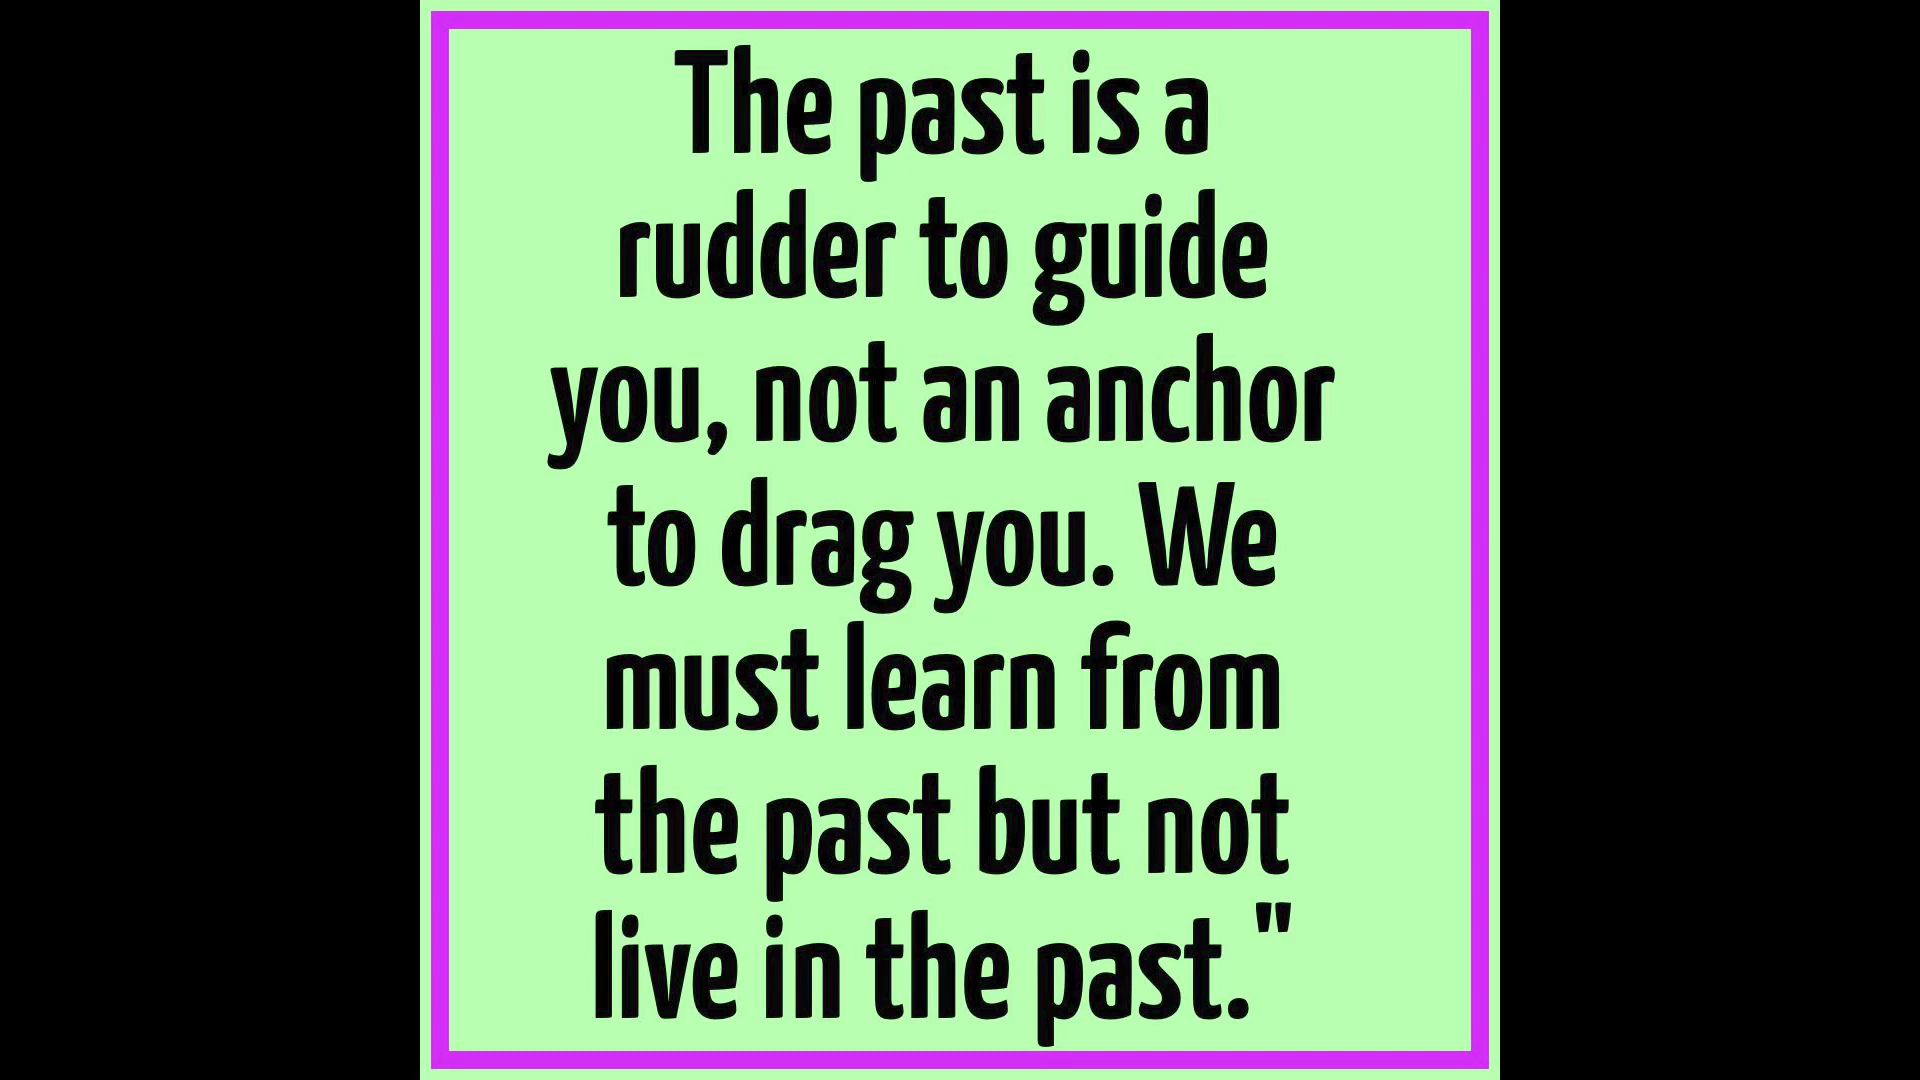 The past is a
rudder to guide
you, not an anchor
to drag you. We
must learn from
the past but not
live in the past."